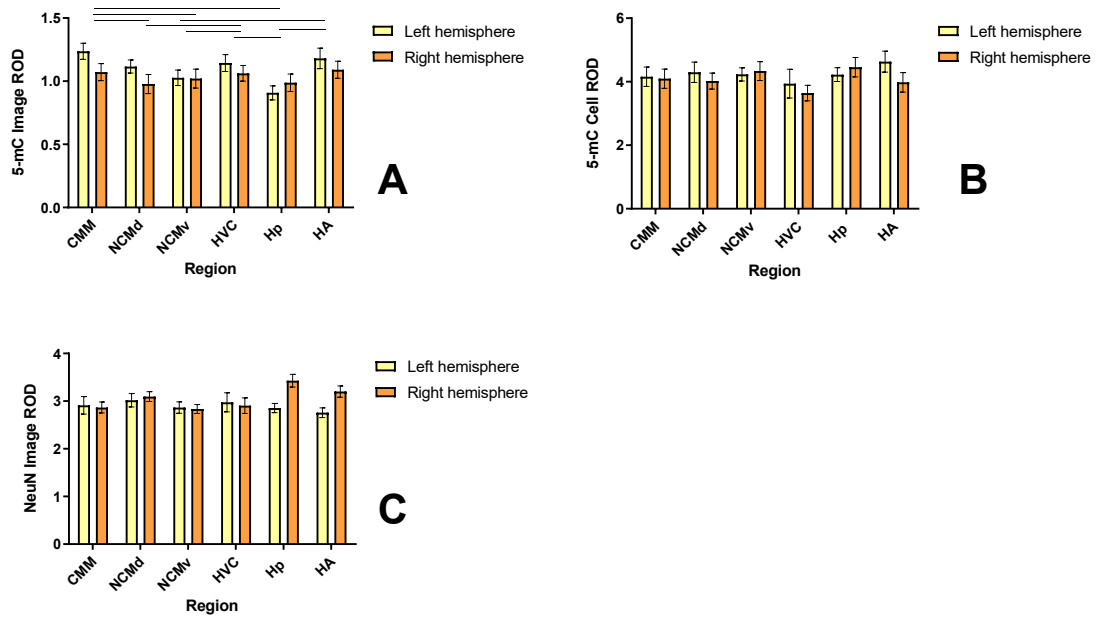 5-mC Image ROD
1.5
1.0
0.5
0.0
CMM
NCMd
NCMv
HVC
Hp
HA
Region
Left hemisphere
Right hemisphere
A
5-mC Cell ROD
6
4
2
0
CMM
NCMd
NCMv
HVC
Hp
HA
Region
Left hemisphere
Right hemisphere
B
NeuN Image ROD
4
3
2
1
0
CMM
NCMd
NCMv
HVC
Hp
HA
Region
Left hemisphere
Right hemisphere
C